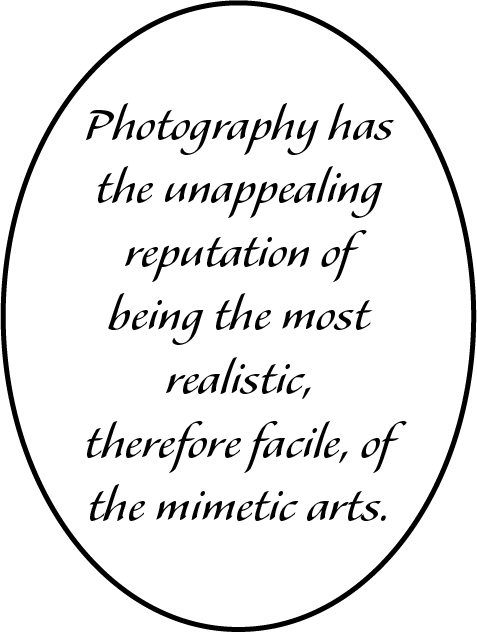 Photography has
the unappealing
reputation of
being the most
realistic,
therefore facile, of
the mimetic arts.